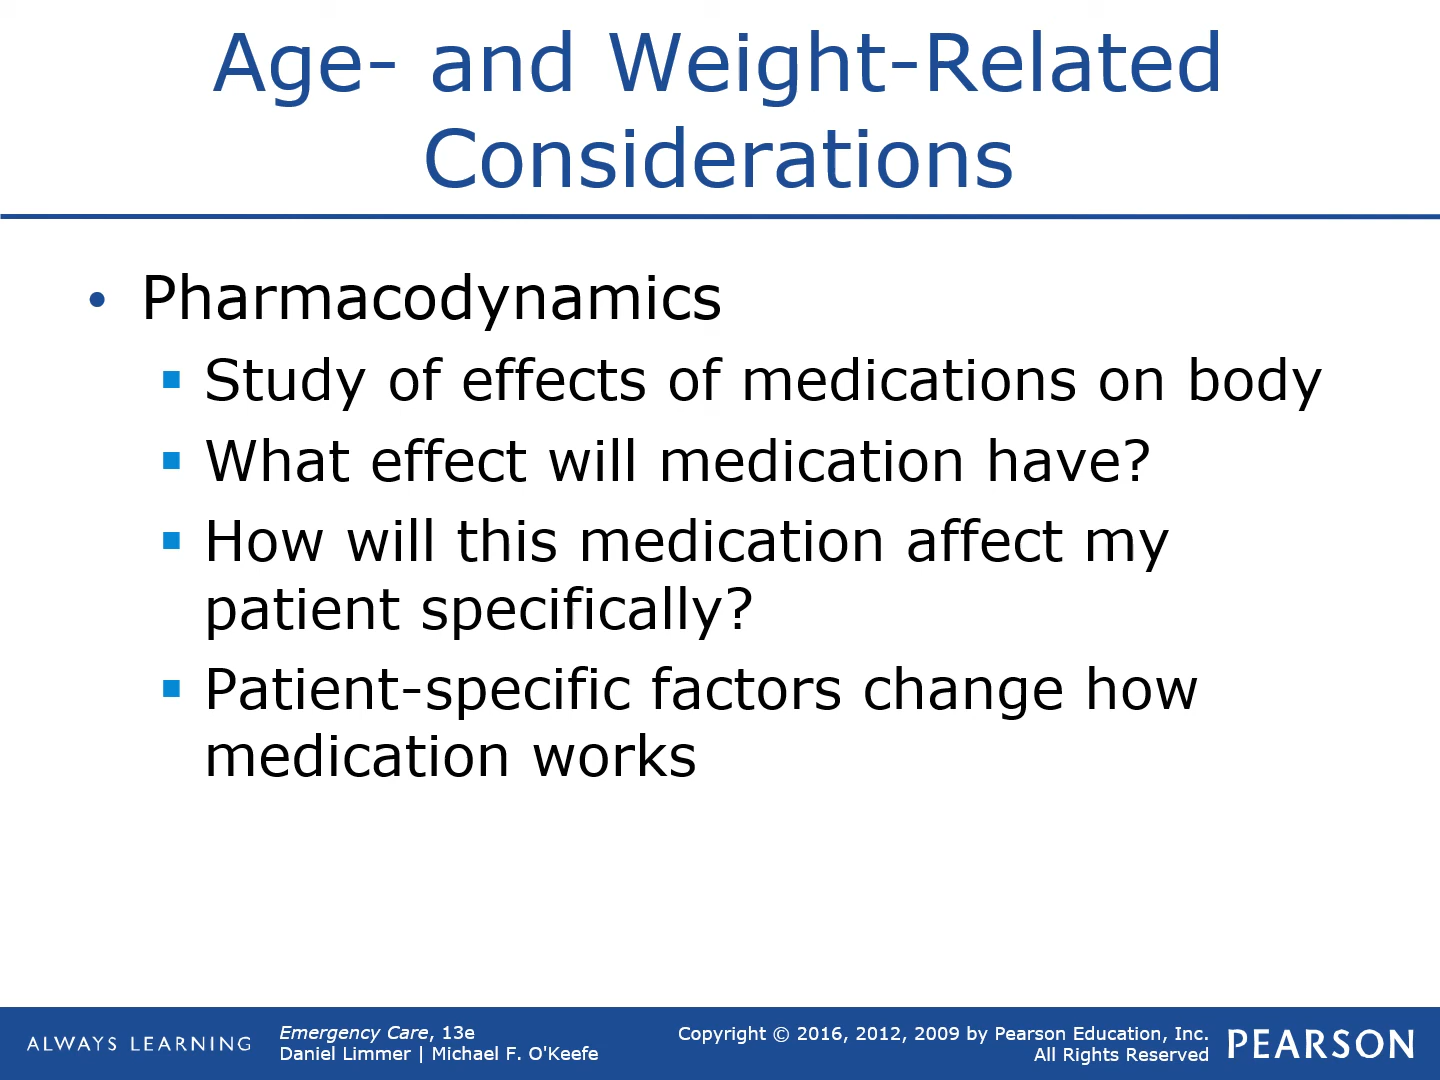 Age- and Weight-Related
Considerations
• Pharmacodynamics
▪ Study of effects of medications on body
▪ What effect will medication have?
▪ How will this medication affect my
patient specifically?
▪ Patient-specific factors change how
medication works
ALWAYS LEARNING
Emergency Care, 13e
Daniel Limmer | Michael F. O'Keefe
Copyright © 2016, 2012, 2009 by Pearson Education, Inc.
All Rights Reserved
PEARSON